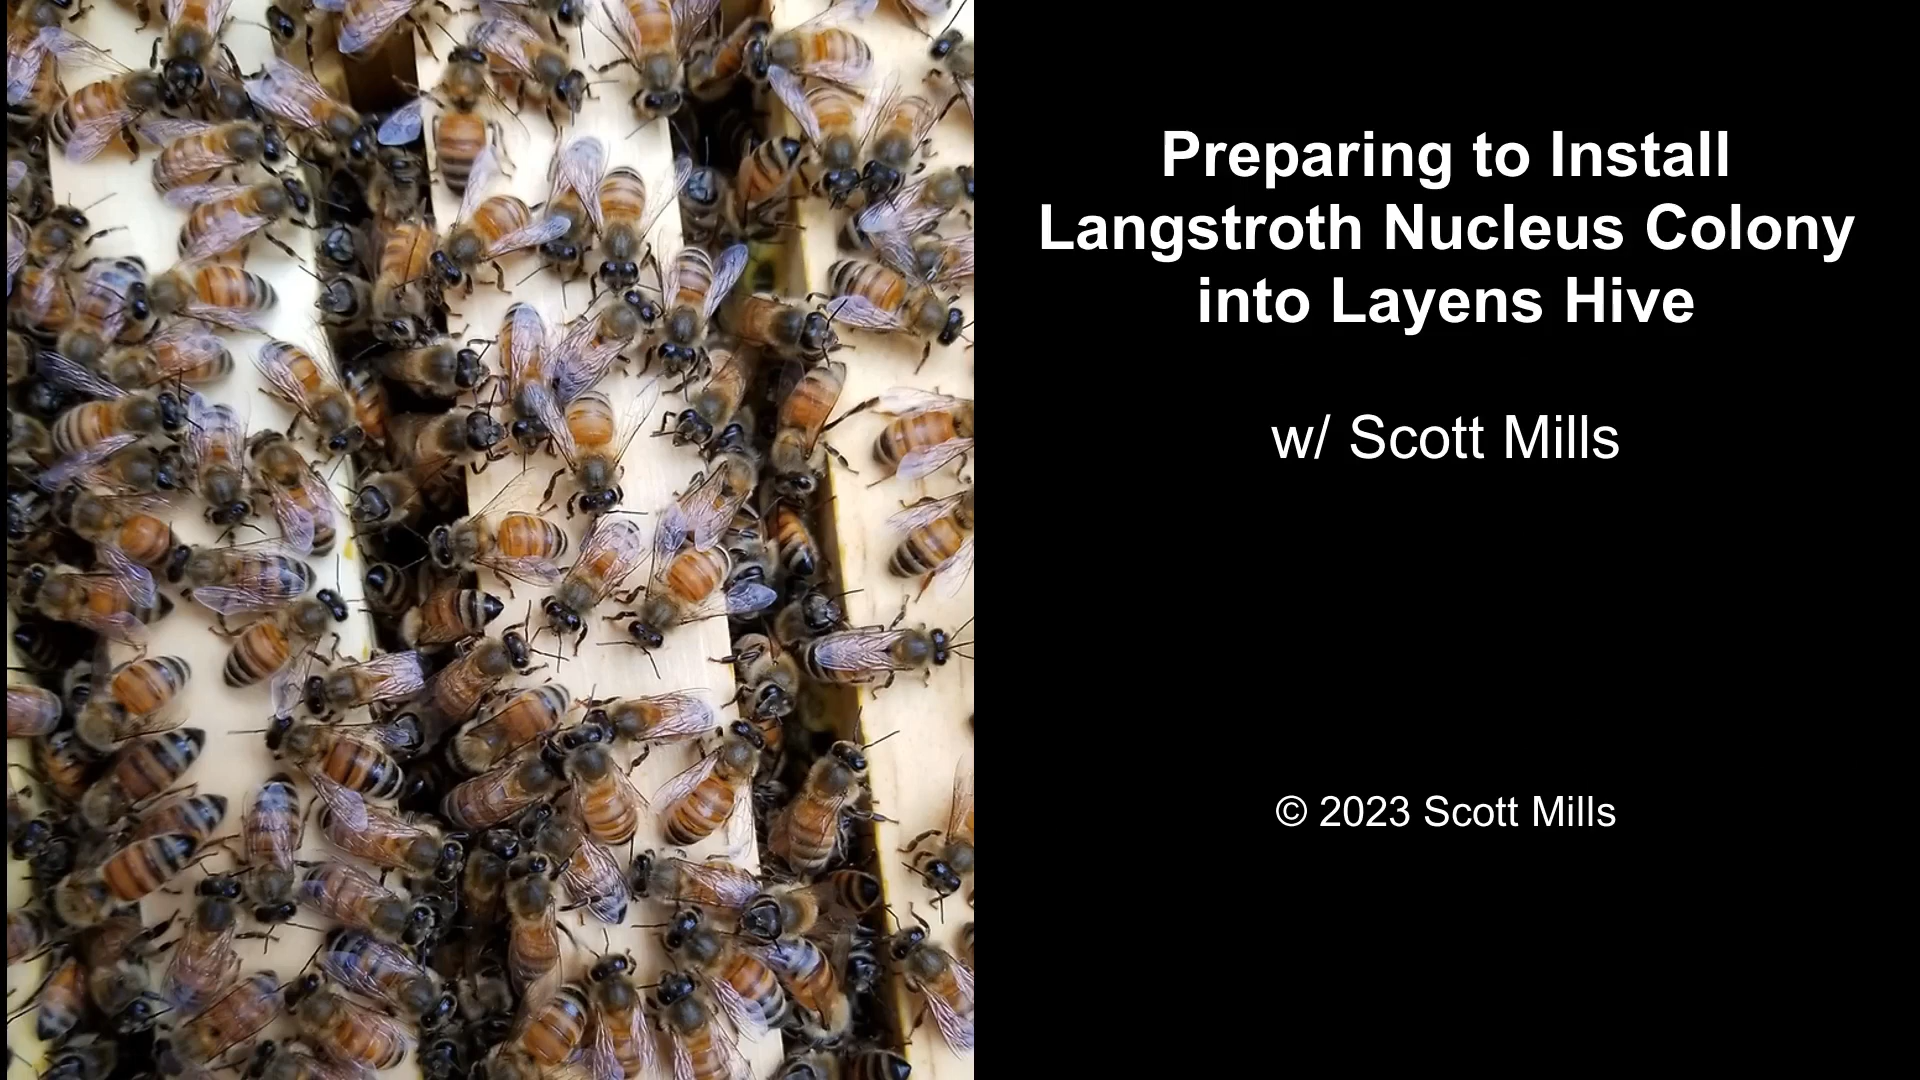 Preparing to Install
Langstroth Nucleus Colony
into Layens Hive
w/ Scott Mills
© 2023 Scott Mills